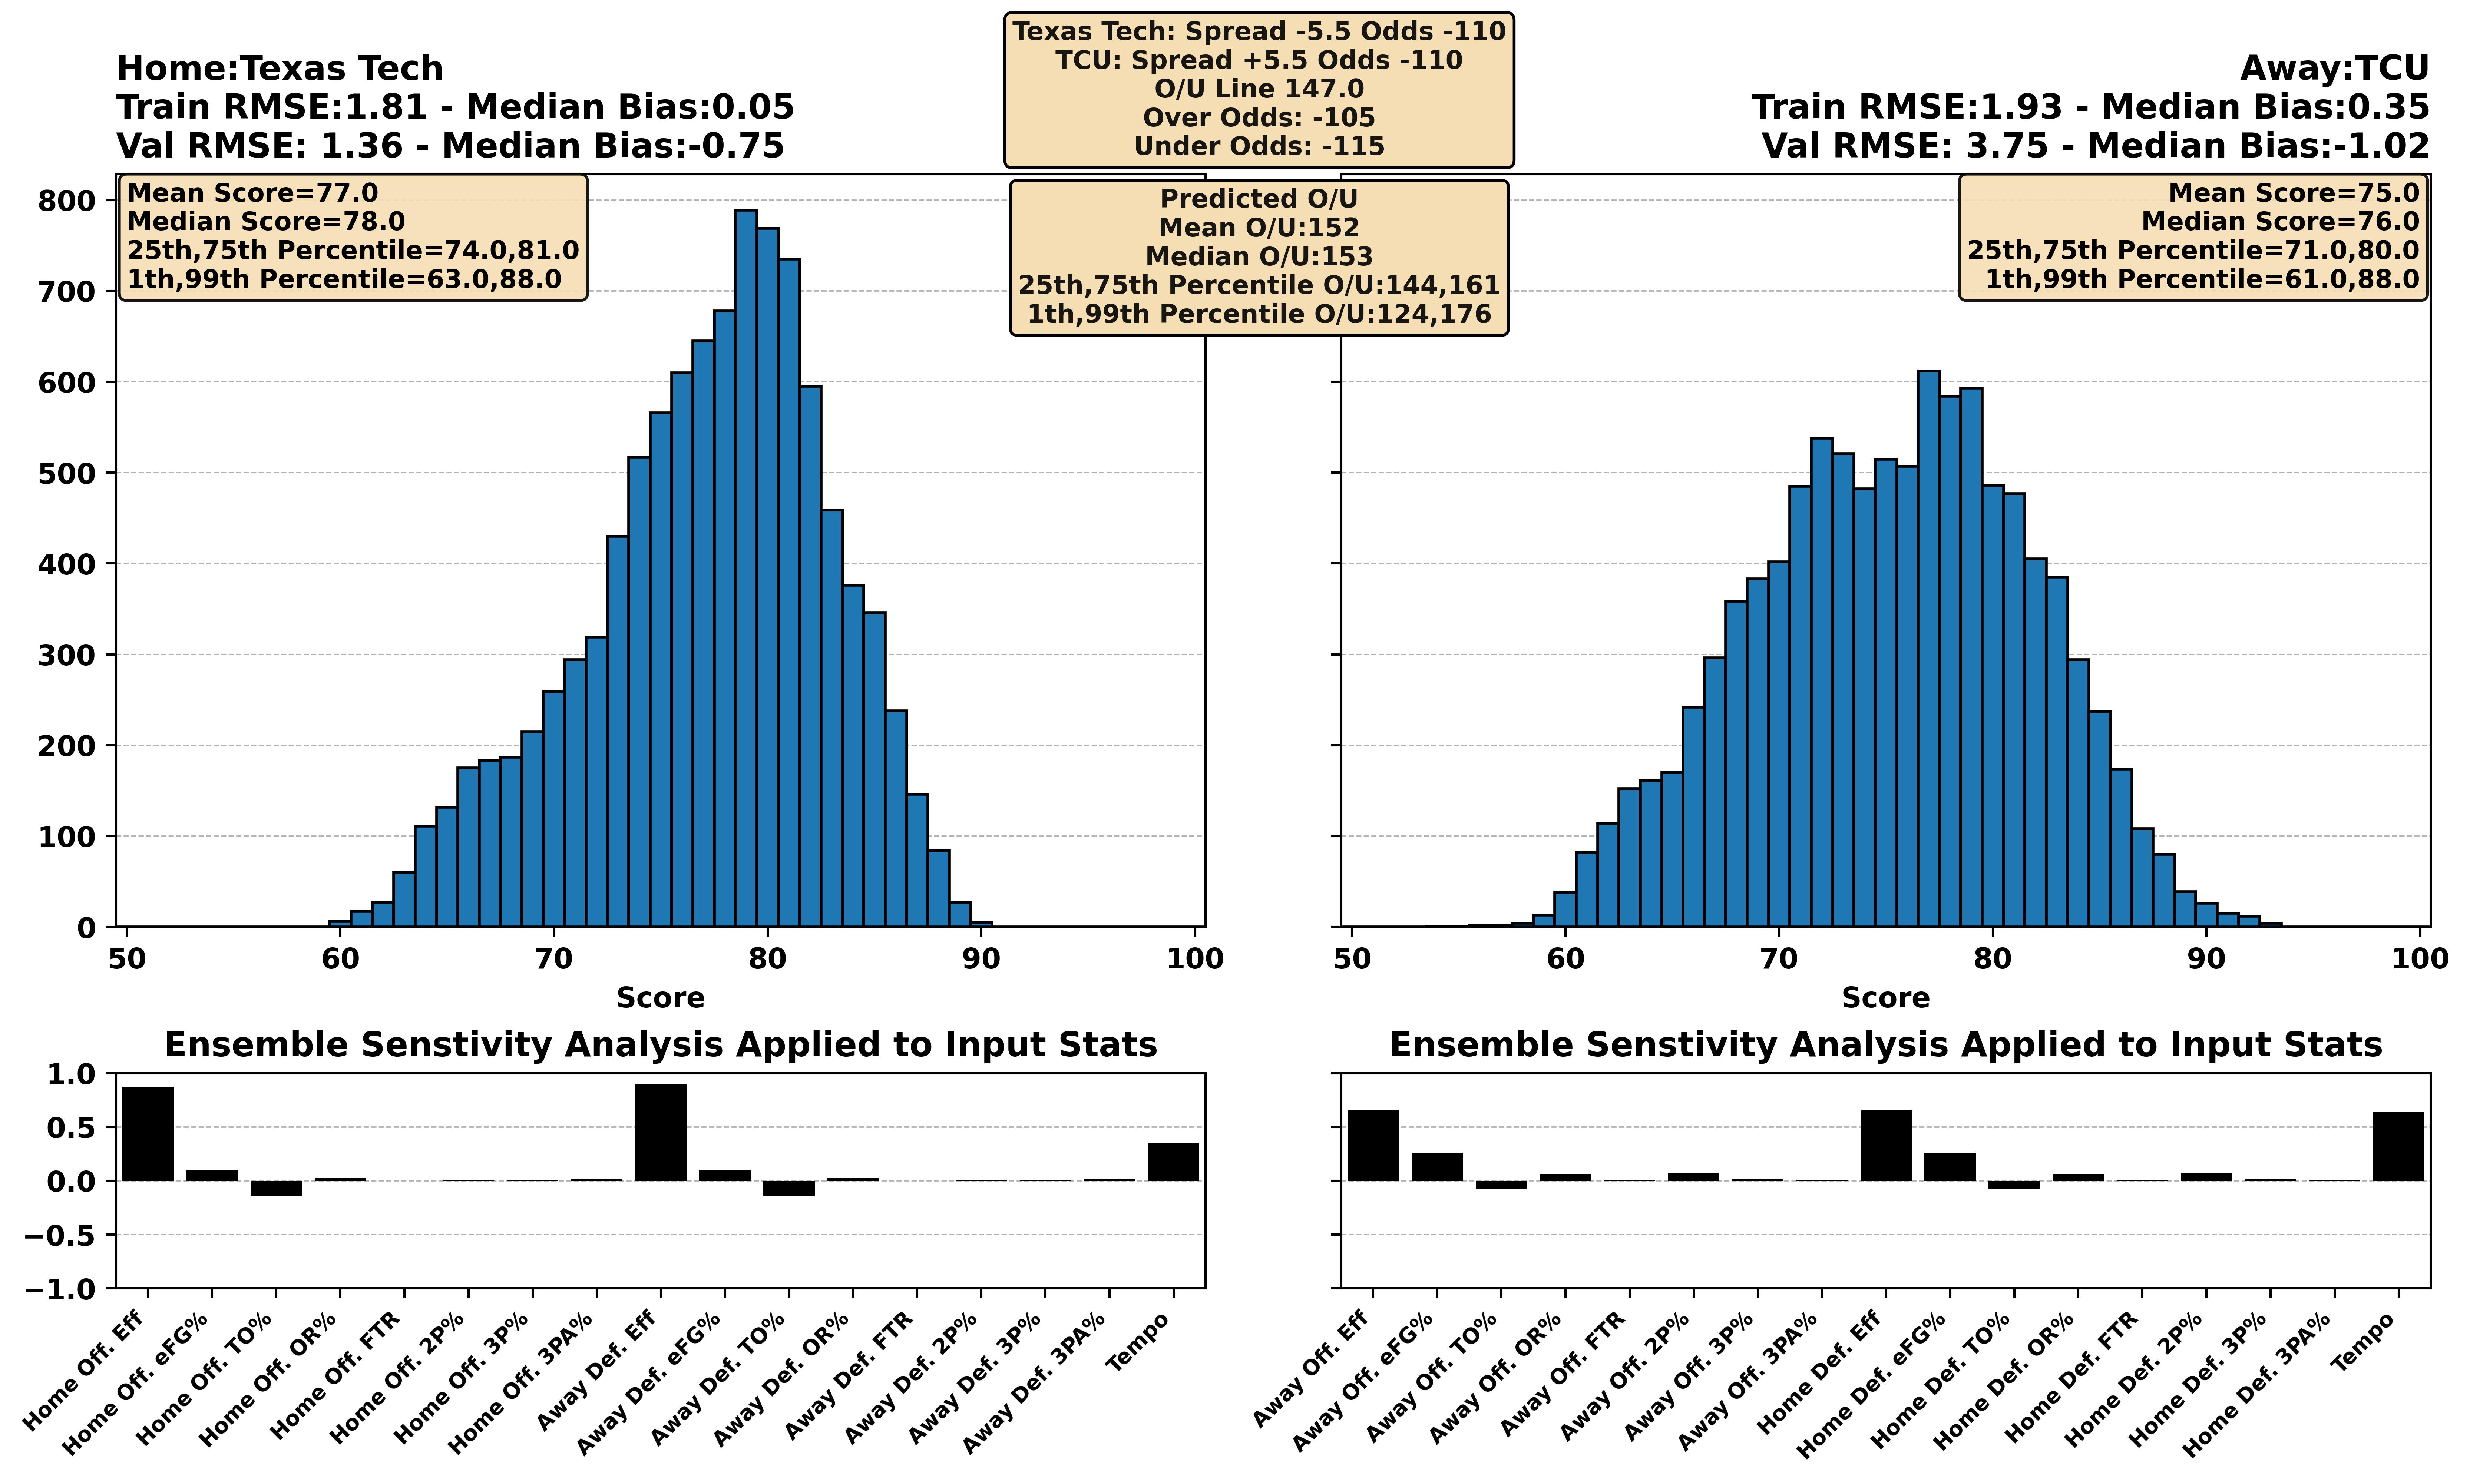 Texas Tech: Spread -5.5 Odds -110
TCU: Spread +5.5 Odds -110
O/U Line 147.0
Over Odds: -105
Under Odds: -115
Home:Texas Tech
Train RMSE:1.81 - Median Bias:0.05
Val RMSE: 1.36 - Median Bias:-0.75
Away:TCU
Train RMSE:1.93 - Median Bias:0.35
Val RMSE: 3.75 - Median Bias:-1.02
Mean Score=77.0
Median Score=78.0
25th,75th Percentile=74.0,81.0
1th,99th Percentile=63.0,88.0
Predicted O/U
Mean O/U:152
Median O/U:153
25th,75th Percentile O/U:144,161
1th,99th Percentile O/U:124,176
Mean Score=75.0
Median Score=76.0
25th,75th Percentile=71.0,80.0
1th,99th Percentile=61.0,88.0
800
700
600
500
400
300
200
100
0
50 60 70 80 90 100
Score
50 60 70 80 90 100
Score
Ensemble Senstivity Analysis Applied to Input Stats
Ensemble Senstivity Analysis Applied to Input Stats
1.0
0.5
0.0
−0.5
−1.0
Home Off. Eff
Home Off. eFG%
Home Off. TO%
Home Off. OR%
Home Off. FTR
Home Off. 2P%
Home Off. 3P%
Home Off. 3PA%
Away Def. Eff
Away Def. eFG%
Away Def. TO%
Away Def. OR%
Away Def. FTR
Away Def. 2P%
Away Def. 3P%
Away Def. 3PA%
Tempo
Away Off. Eff
Away Off. eFG%
Away Off. TO%
Away Off. OR%
Away Off. FTR
Away Off. 2P%
Away Off. 3P%
Away Off. 3PA%
Home Def. Eff
Home Def. eFG%
Home Def. TO%
Home Def. OR%
Home Def. FTR
Home Def. 2P%
Home Def. 3P%
Home Def. 3PA%
Tempo